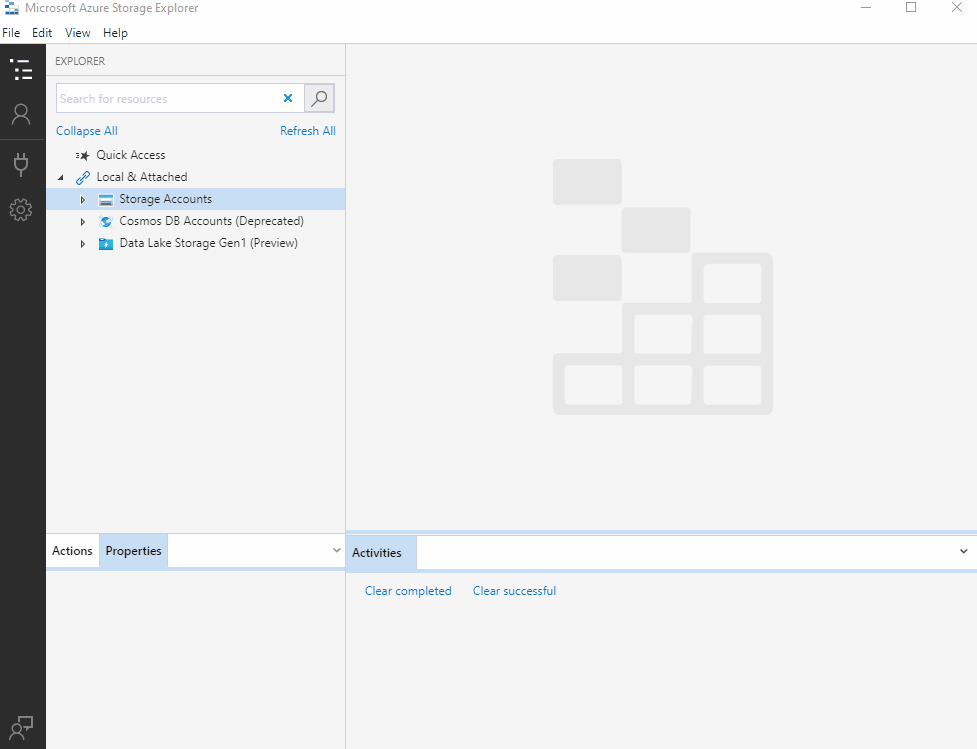 Microsoft Azure Storage Explorer
File Edit View Help
EXPLORER
Search for resources
Collapse All Refresh All
Quick Access
Local & Attached
Storage Accounts
Cosmos DB Accounts (Deprecated)
Data Lake Storage Gen1 (Preview)
Actions Properties
Activities
Clear completed Clear successful